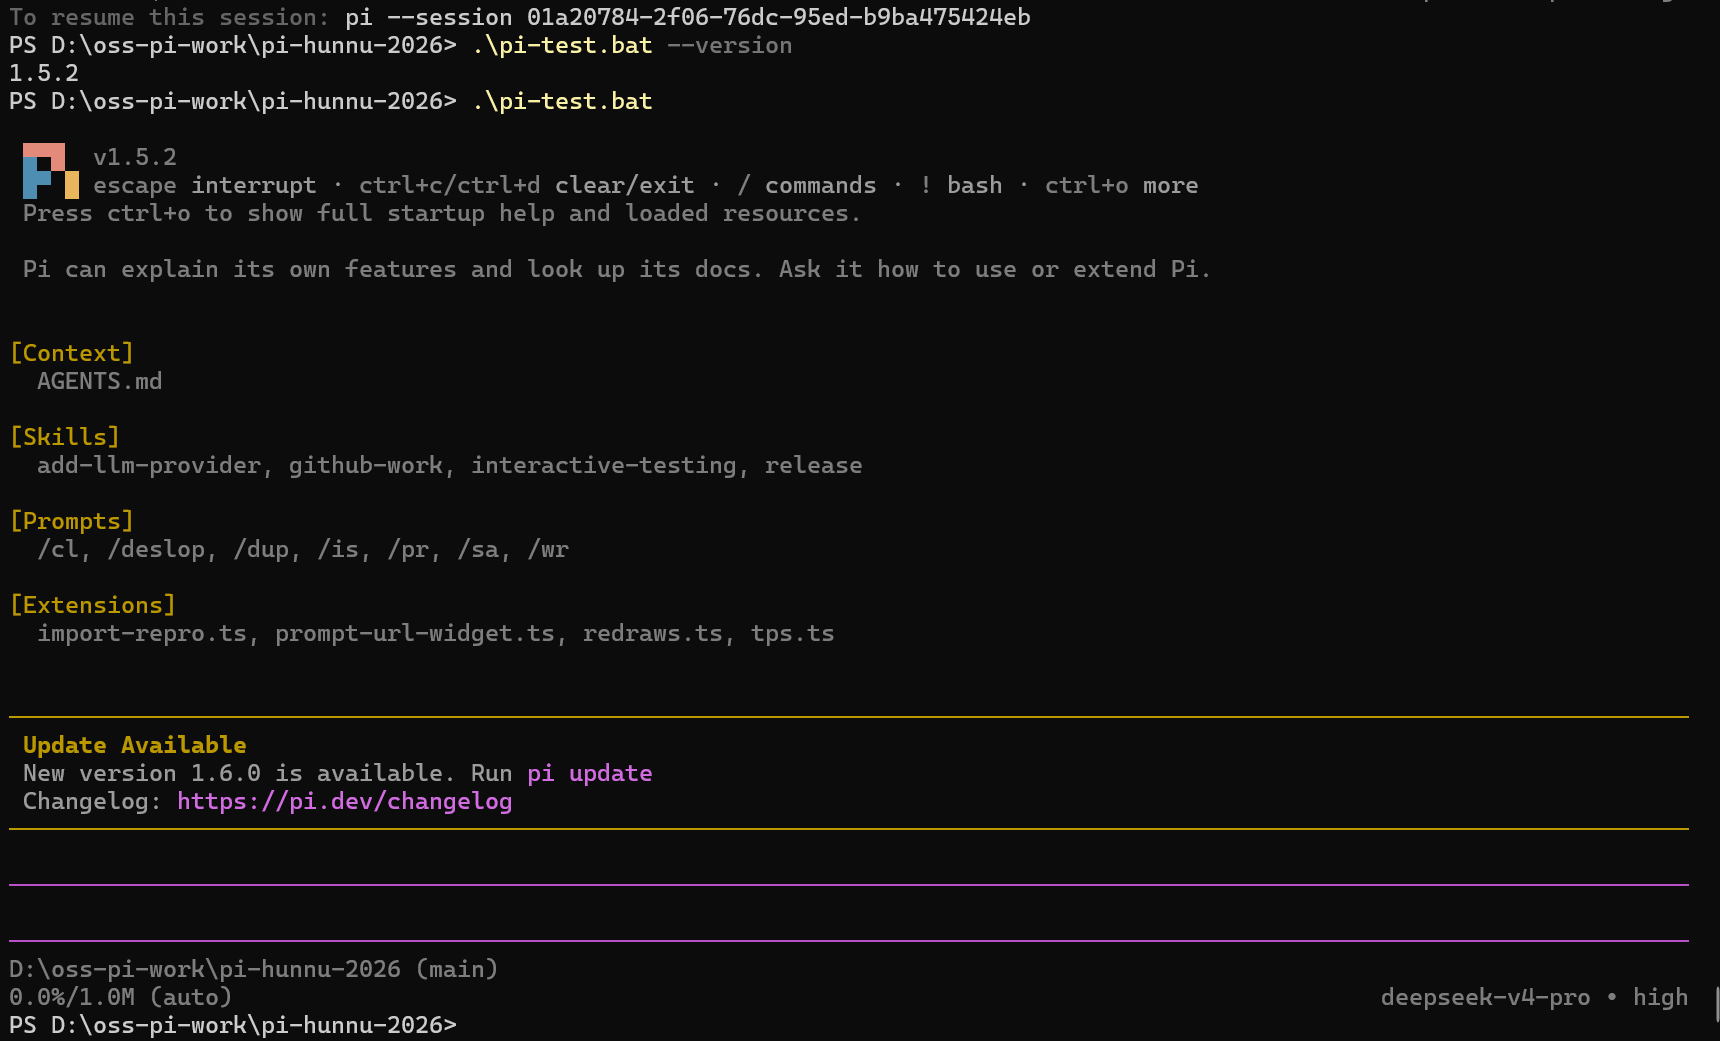 To resume this session: pi --session 01a20784-2f06-76dc-95ed-b9ba475424eb
PS D:\oss-pi-work\pi-hunnu-2026> .\pi-test.bat --version
1.5.2
PS D:\oss-pi-work\pi-hunnu-2026> .\pi-test.bat
v1.5.2
escape interrupt · ctrl+c/ctrl+d clear/exit · / commands · ! bash · ctrl+o more
Press ctrl+o to show full startup help and loaded resources.
Pi can explain its own features and look up its docs. Ask it how to use or extend Pi.
[Context]
AGENTS.md
[Skills]
add-llm-provider, github-work, interactive-testing, release
[Prompts]
/cl, /deslop, /dup, /is, /pr, /sa, /wr
[Extensions]
import-repro.ts, prompt-url-widget.ts, redraws.ts, tps.ts
Update Available
New version 1.6.0 is available. Run pi update
Changelog: https://pi.dev/changelog
D:\oss-pi-work\pi-hunnu-2026 (main)
0.0%/1.0M (auto) deepseek-v4-pro • high
PS D:\oss-pi-work\pi-hunnu-2026>